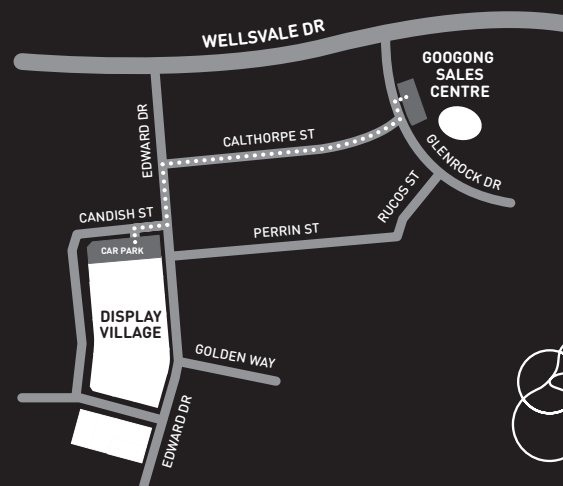 WELLSVALE DR
GOOGONG
SALES
CENTRE
EDWARD DR
CALTHORPE ST
GLENROCK DR
RUCOS ST
CANDISH ST
PERRIN ST
CAR PARK
DISPLAY
VILLAGE
GOLDEN WAY
EDWARD DR